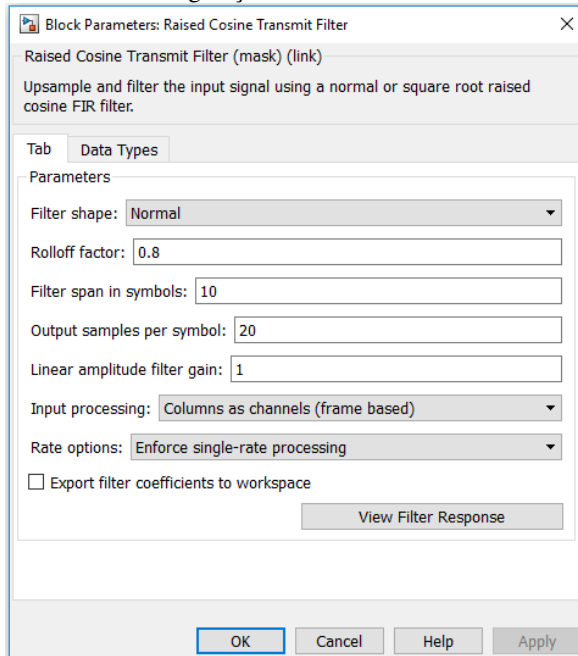 Block Parameters: Raised Cosine Transmit Filter
Raised Cosine Transmit Filter (mask) (link)
Upsample and filter the input signal using a normal or square root raised
cosine FIR filter.
Tab Data Types
Parameters
Filter shape: Normal
Rolloff factor: 0.8
Filter span in symbols: 10
Output samples per symbol: 20
Linear amplitude filter gain: 1
Input processing: Columns as channels (frame based)
Rate options: Enforce single-rate processing
Export filter coefficients to workspace
View Filter Response
OK Cancel Help Apply